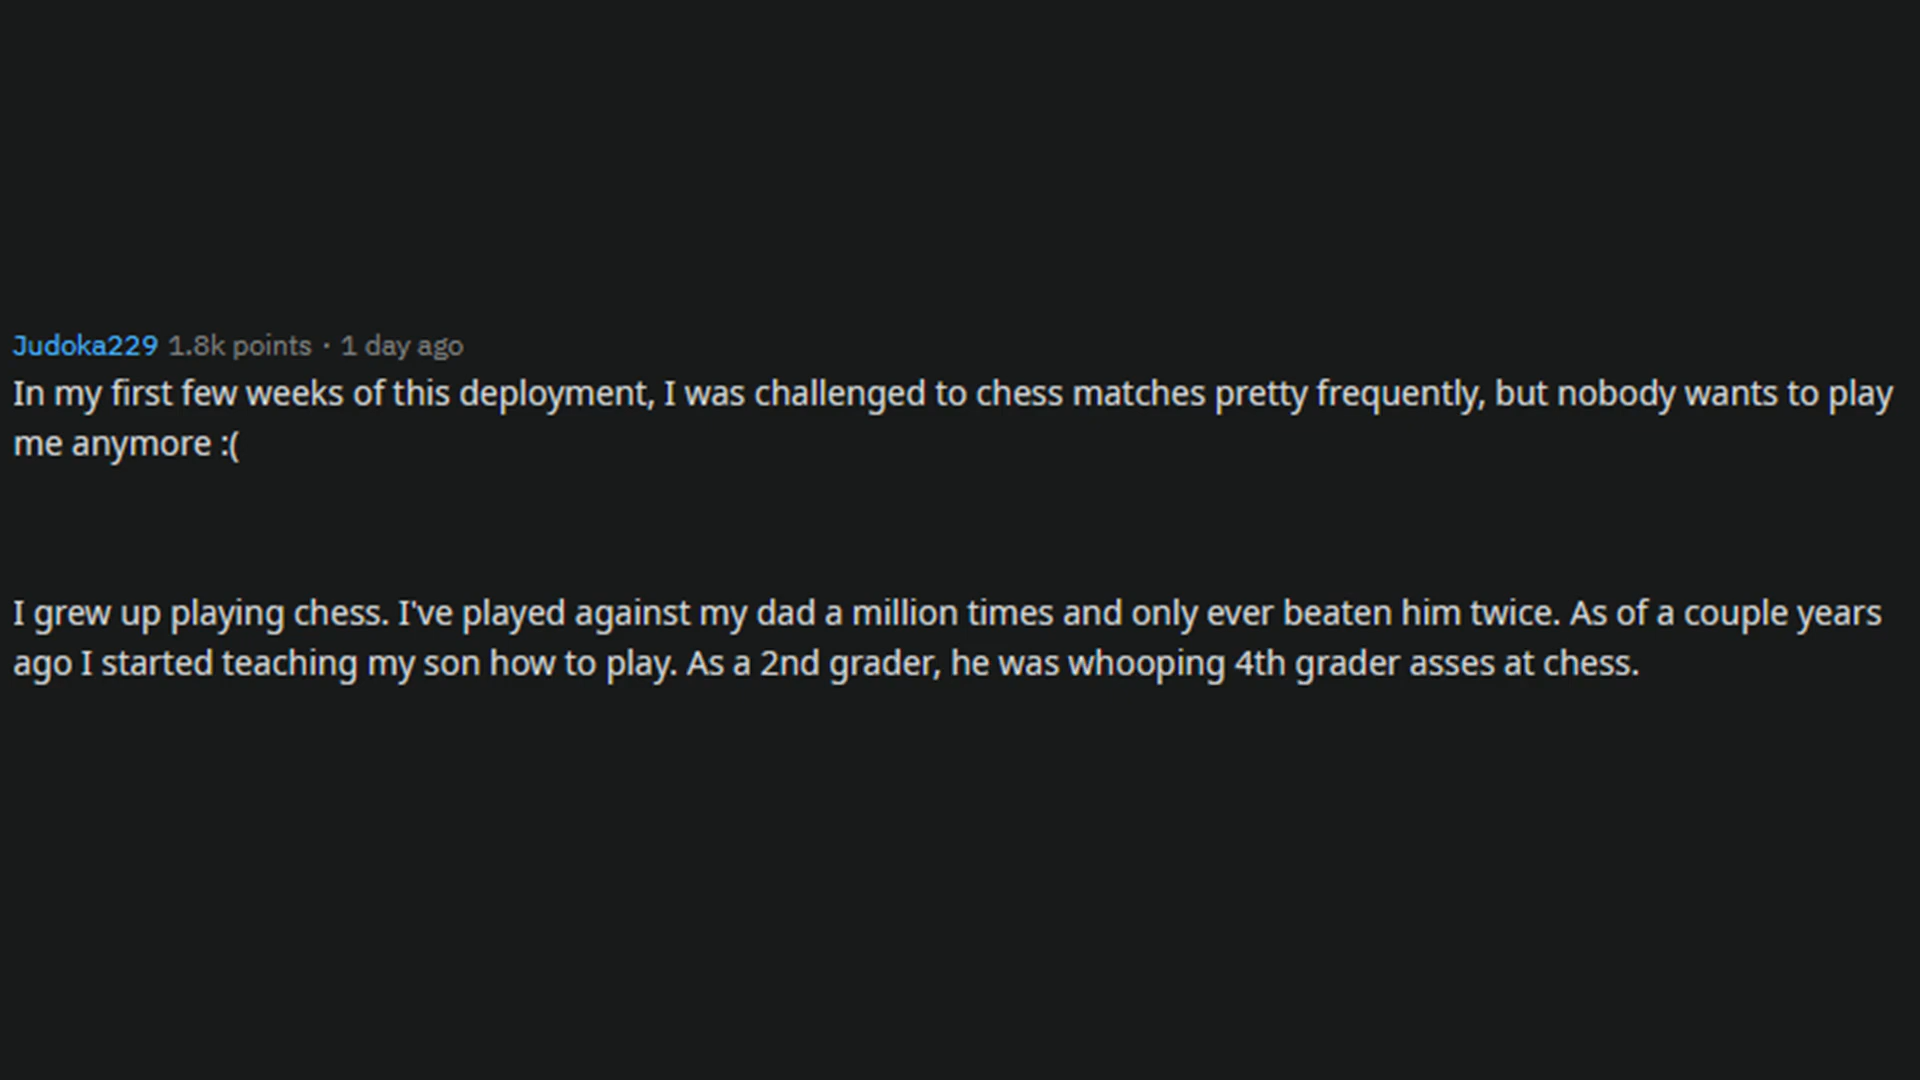 Judoka229 1.8k points · 1 day ago
In my first few weeks of this deployment, I was challenged to chess matches pretty frequently, but nobody wants to play
me anymore :(
I grew up playing chess. I've played against my dad a million times and only ever beaten him twice. As of a couple years
ago I started teaching my son how to play. As a 2nd grader, he was whooping 4th grader asses at chess.